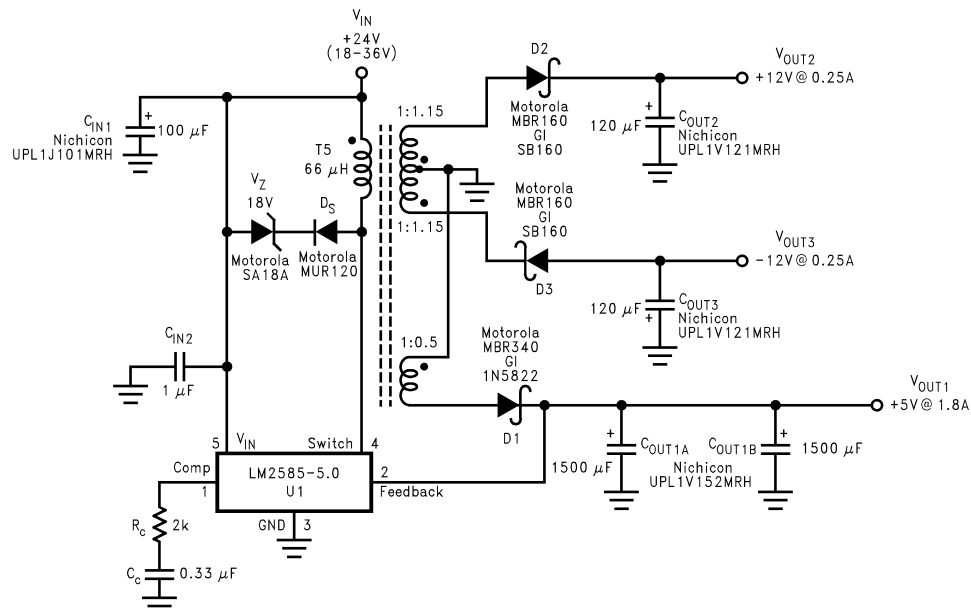 V_IN
+24V
(18-36V)
C_IN1
Nichicon
UPL1J101MRH
+
100 μF
T5
66 μH
1:1.15
D2
Motorola
MBR160
GI
SB160
V_OUT2
+12V@ 0.25A
+
120 μF
C_OUT2
Nichicon
UPL1V121MRH
V_Z
18V
D_S
Motorola
SA18A
Motorola
MUR120
1:1.15
Motorola
MBR160
GI
SB160
D3
V_OUT3
-12V@ 0.25A
120 μF
+
C_OUT3
Nichicon
UPL1V121MRH
C_IN2
1 μF
1:0.5
Motorola
MBR340
GI
1N5822
D1
V_OUT1
+5V@ 1.8A
+
1500 μF
C_OUT1A
C_OUT1B
Nichicon
UPL1V152MRH
+
1500 μF
5
V_IN
Switch
4
Comp
1
LM2585-5.0
U1
2
Feedback
GND
3
R_c
2k
C_c
0.33 μF